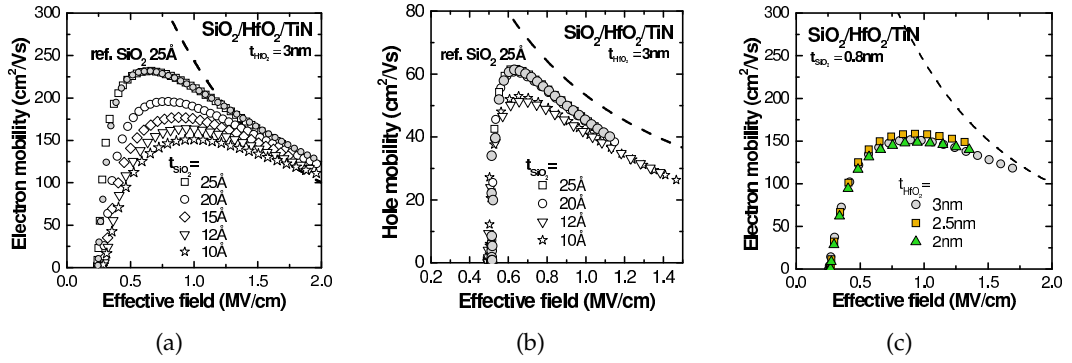 Electron mobility (cm²/Vs)
300
250
200
150
100
50
0
SiO₂/HfO₂/TiN
t_HfO₂ = 3nm
ref. SiO₂ 25Å
t_SiO₂ =
25Å
20Å
15Å
12Å
10Å
0.0 0.5 1.0 1.5 2.0
Effective field (MV/cm)
(a)
Hole mobility (cm²/Vs)
80
60
40
20
0
SiO₂/HfO₂/TiN
t_HfO₂ = 3nm
ref. SiO₂ 25Å
t_SiO₂ =
25Å
20Å
12Å
10Å
0.2 0.4 0.6 0.8 1.0 1.2 1.4
Effective field (MV/cm)
(b)
Electron mobility (cm²/Vs)
300
250
200
150
100
50
0
SiO₂/HfO₂/TiN
t_SiO₂ = 0.8nm
t_HfO₂ =
3nm
2.5nm
2nm
0.0 0.5 1.0 1.5 2.0
Effective field (MV/cm)
(c)